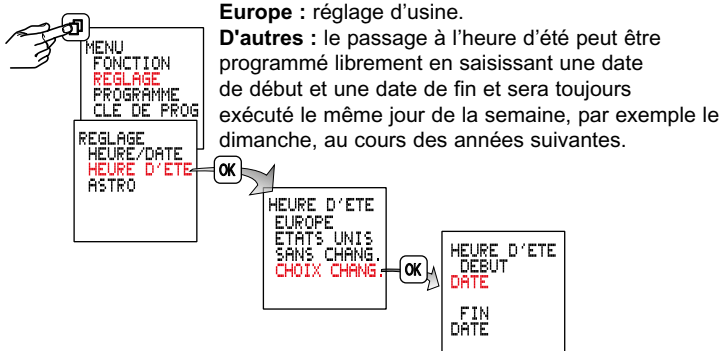 Europe : réglage d’usine.
D'autres : le passage à l’heure d’été peut être
programmé librement en saisissant une date
de début et une date de fin et sera toujours
exécuté le même jour de la semaine, par exemple le
dimanche, au cours des années suivantes.
MENU
FONCTION
REGLAGE
PROGRAMME
CLE DE PROG
REGLAGE
HEURE/DATE
HEURE D'ETE
ASTRO
OK
HEURE D'ETE
EUROPE
ETATS UNIS
SANS CHANG.
CHOIX CHANG.
OK
HEURE D'ETE
DEBUT
DATE
FIN
DATE